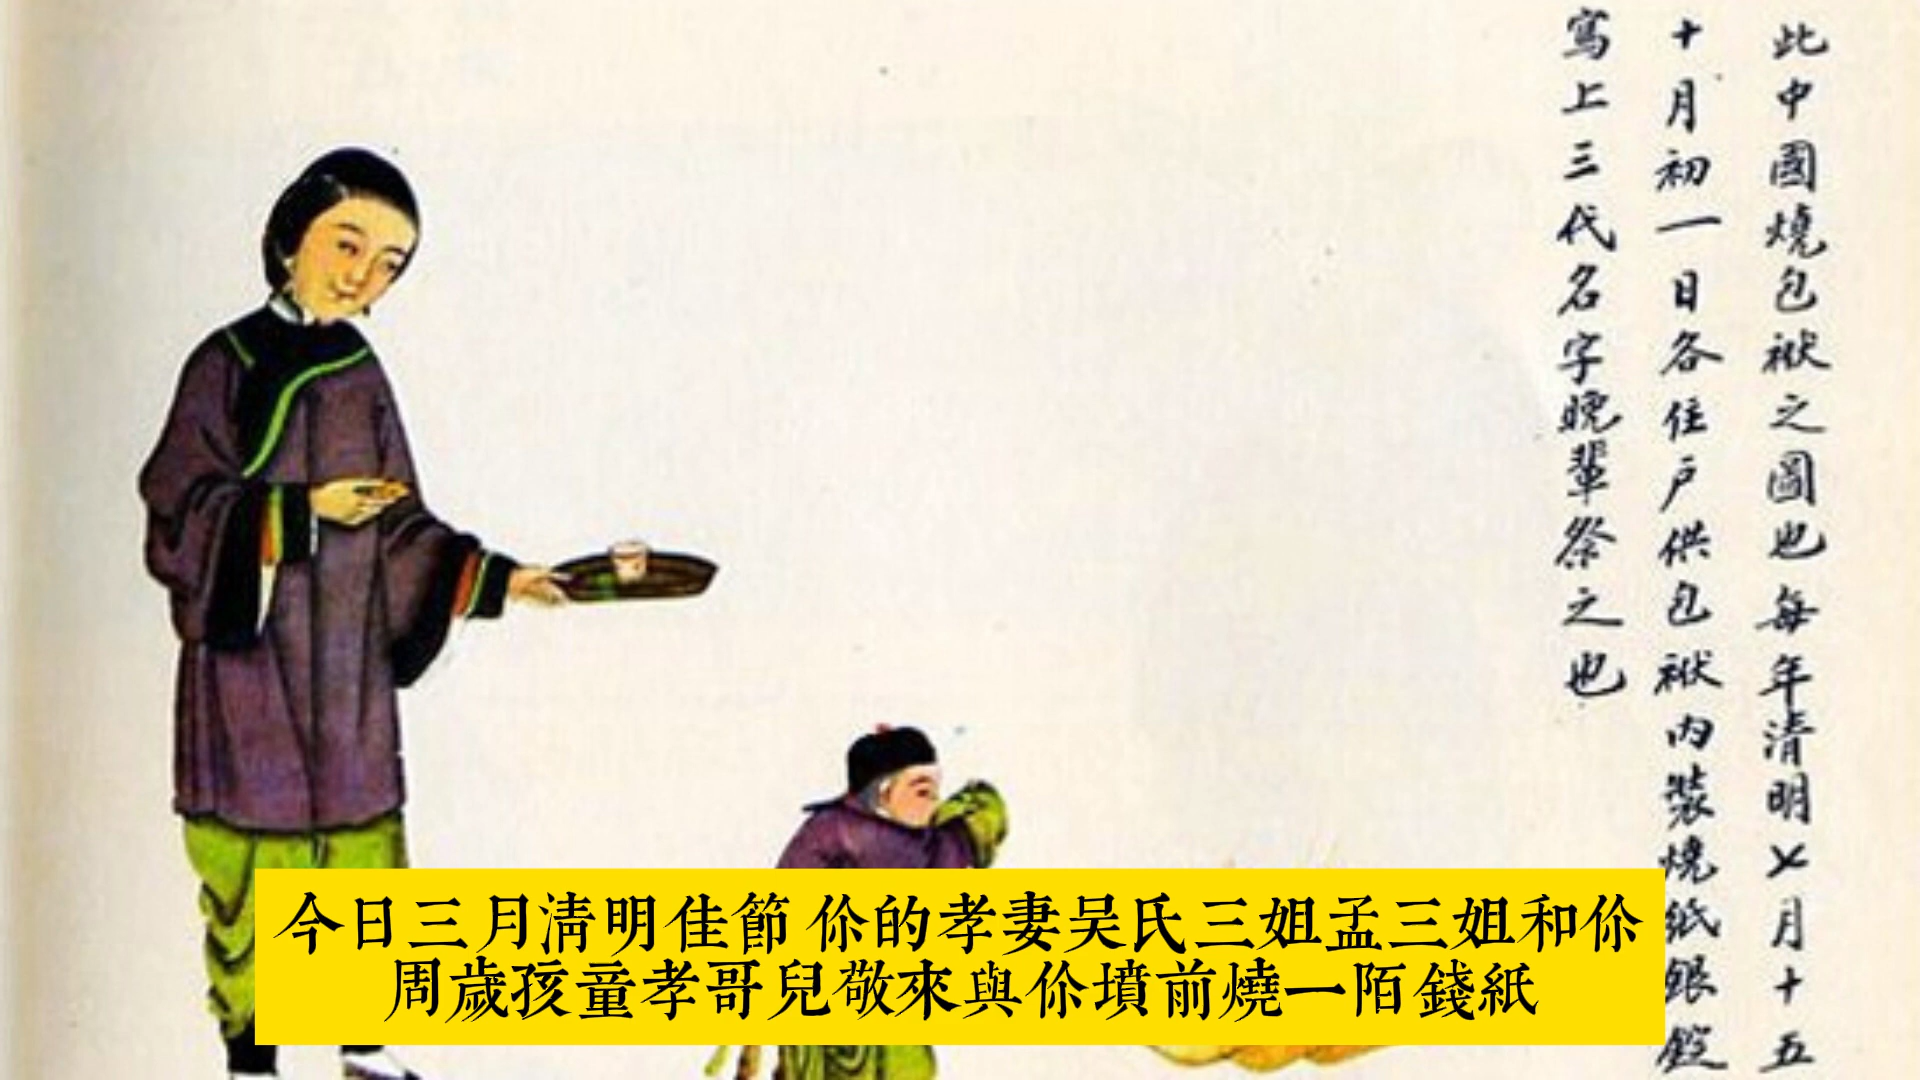 此中國燒包袱之圖也每年清明七月十五
十月初一日各住户供包袱内裝燒紙銀錠
寫上三代名字晚輩祭之也
今日三月清明佳節 伱的孝妻吴氏三姐孟三姐和伱
周歲孩童孝哥兒敬來與伱墳前燒一陌錢紙